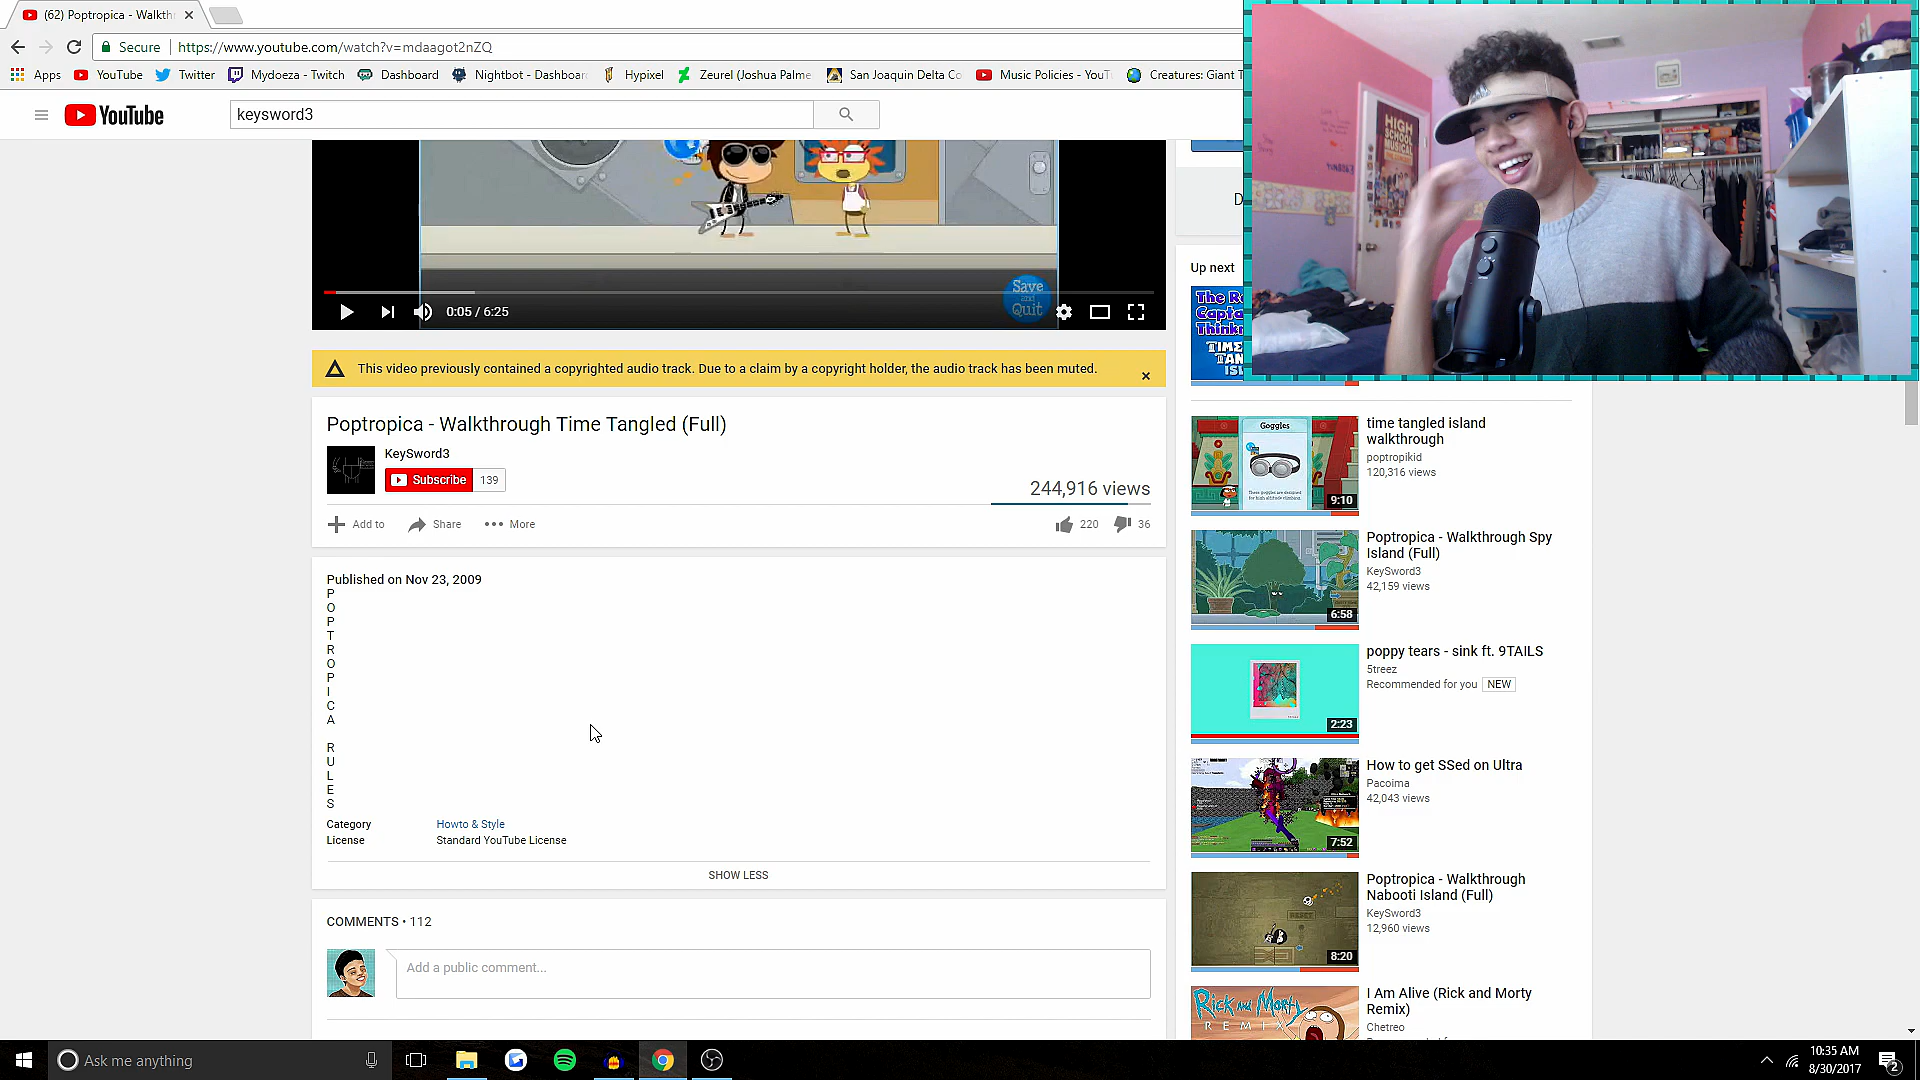 (62) Poptropica - Walkthr
Secure
https://www.youtube.com/watch?v=mdaagot2nZQ
Apps
YouTube
Twitter
Mydoeza - Twitch
Dashboard
Nightbot - Dashboar
Hypixel
Zeurel (Joshua Palme
San Joaquin Delta Co
Music Policies - YouT
Creatures: Giant T
YouTube
keysword3
HIGH
SCHOOL
MUSICAL
Save
and
Quit
0:05 / 6:25
Up next
This video previously contained a copyrighted audio track. Due to a claim by a copyright holder, the audio track has been muted.
Poptropica - Walkthrough Time Tangled (Full)
KeySword3
Subscribe
139
244,916 views
Add to
Share
More
220
36
Published on Nov 23, 2009
P
O
P
T
R
O
P
I
C
A
R
U
L
E
S
Category
Howto & Style
License
Standard YouTube License
SHOW LESS
COMMENTS • 112
Add a public comment...
Goggles
9:10
time tangled island
walkthrough
poptropikid
120,316 views
6:58
Poptropica - Walkthrough Spy
Island (Full)
KeySword3
42,159 views
2:23
poppy tears - sink ft. 9TAILS
5treez
Recommended for you
NEW
7:52
How to get SSed on Ultra
Pacoima
42,043 views
8:20
Poptropica - Walkthrough
Nabooti Island (Full)
KeySword3
12,960 views
Rick and Morty
REMIX
I Am Alive (Rick and Morty
Remix)
Chetreo
Ask me anything
10:35 AM
8/30/2017
2